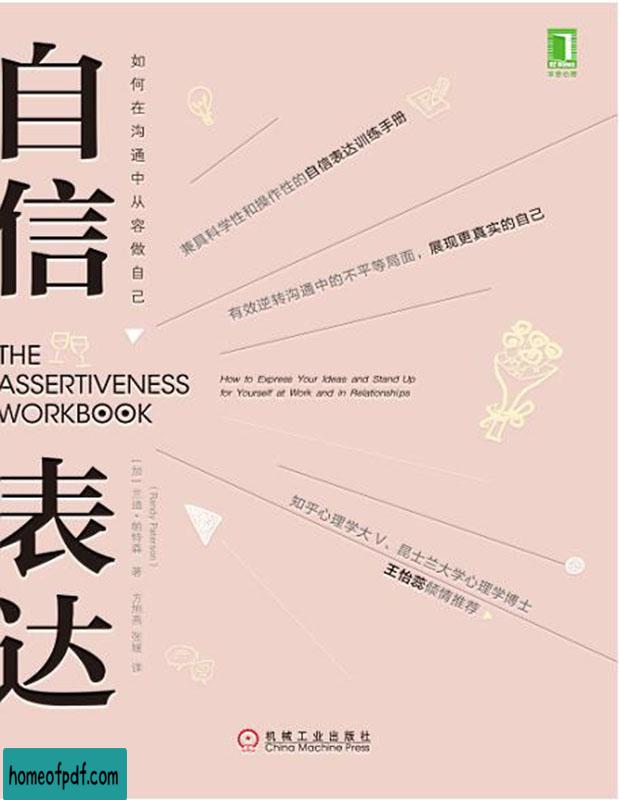 自信表达
如何在沟通中从容做自己
兼具科学性和操作性的自信表达训练手册
有效逆转沟通中的不平等局面，展现更真实的自己
THE
ASSERTIVENESS
WORKBOOK
How to Express Your Ideas and Stand Up
for Yourself at Work and in Relationships
（Randy Paterson）
［加］兰迪·帕特森 著
方旭燕 张媛 译
知乎心理学大V、昆士兰大学心理学博士
王怡蕊倾情推荐
机械工业出版社
China Machine Press
homeofpdf.com